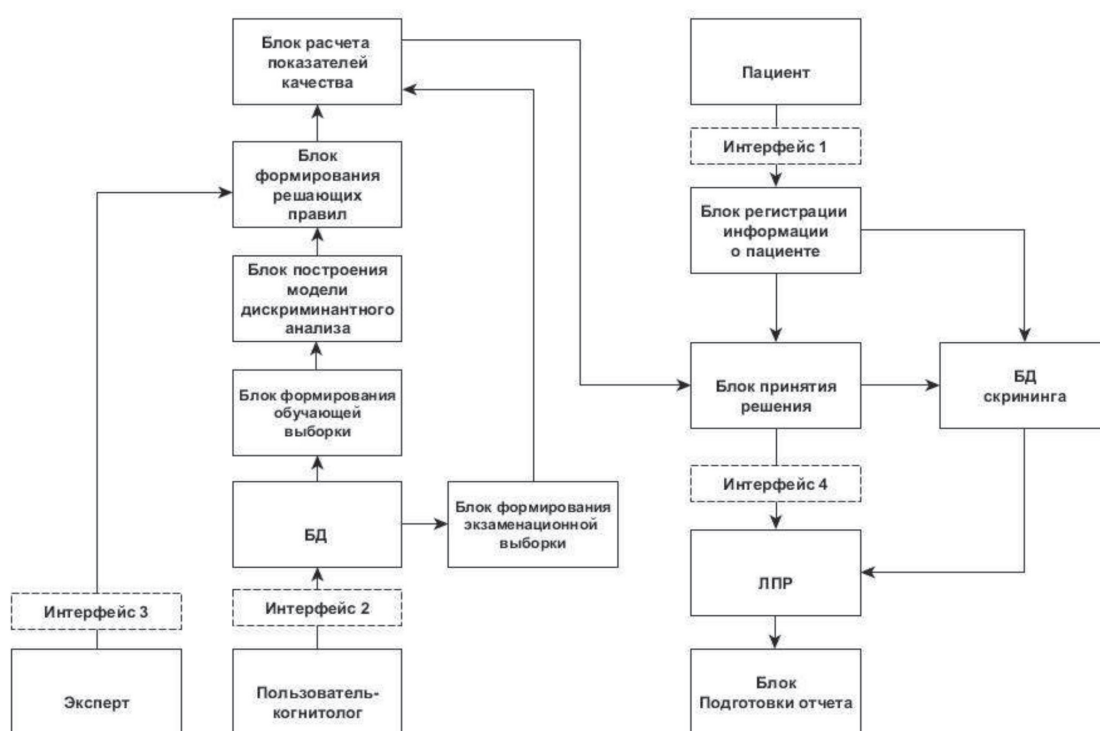 Блок расчета
показателей
качества
Пациент
Интерфейс 1
Блок
формирования
решающих
правил
Блок регистрации
информации
о пациенте
Блок построения
модели
дискриминантного
анализа
Блок формирования
обучающей
выборки
Блок принятия
решения
БД
скрининга
Интерфейс 4
БД
Блок формирования
экзаменационной
выборки
ЛПР
Интерфейс 3
Интерфейс 2
Эксперт
Пользователь-
когнитолог
Блок
Подготовки отчета